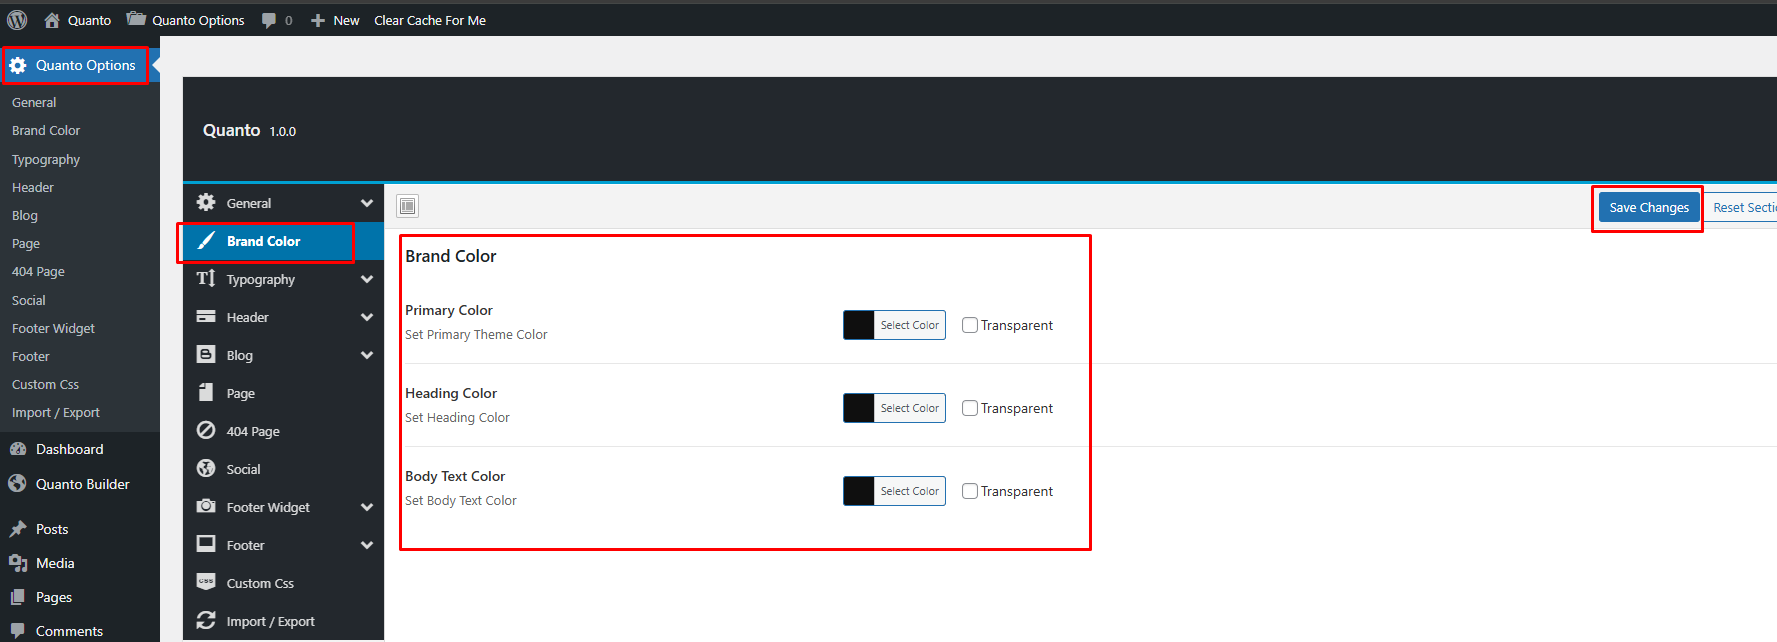 Quanto
Quanto Options
0
New
Clear Cache For Me
Quanto Options
General
Brand Color
Typography
Header
Blog
Page
404 Page
Social
Footer Widget
Footer
Custom Css
Import / Export
Dashboard
Quanto Builder
Posts
Media
Pages
Comments
Quanto 1.0.0
General
Brand Color
Typography
Header
Blog
Page
404 Page
Social
Footer Widget
Footer
Custom Css
Import / Export
Save Changes
Reset Secti
Brand Color
Primary Color
Set Primary Theme Color
Select Color
Transparent
Heading Color
Set Heading Color
Select Color
Transparent
Body Text Color
Set Body Text Color
Select Color
Transparent